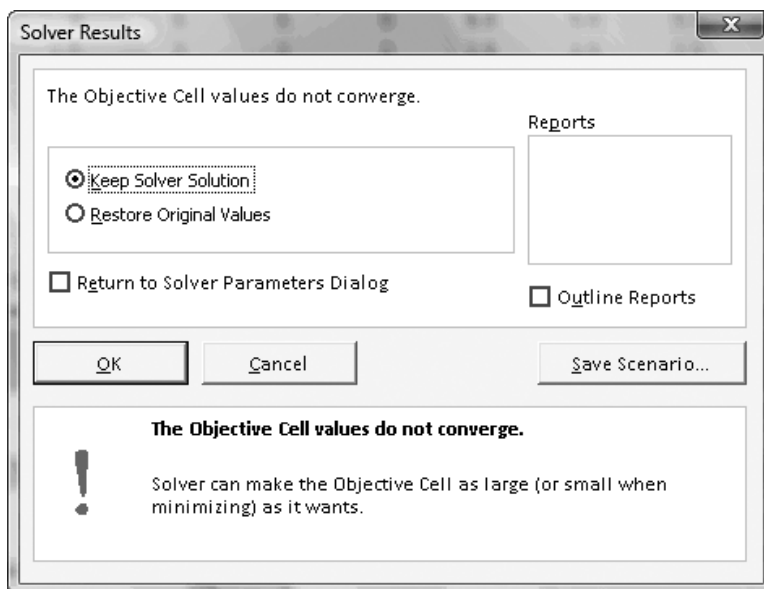 Solver Results
X
The Objective Cell values do not converge.
Reports
Keep Solver Solution
Restore Original Values
Return to Solver Parameters Dialog
Outline Reports
OK
Cancel
Save Scenario...
The Objective Cell values do not converge.
!
Solver can make the Objective Cell as large (or small when
minimizing) as it wants.